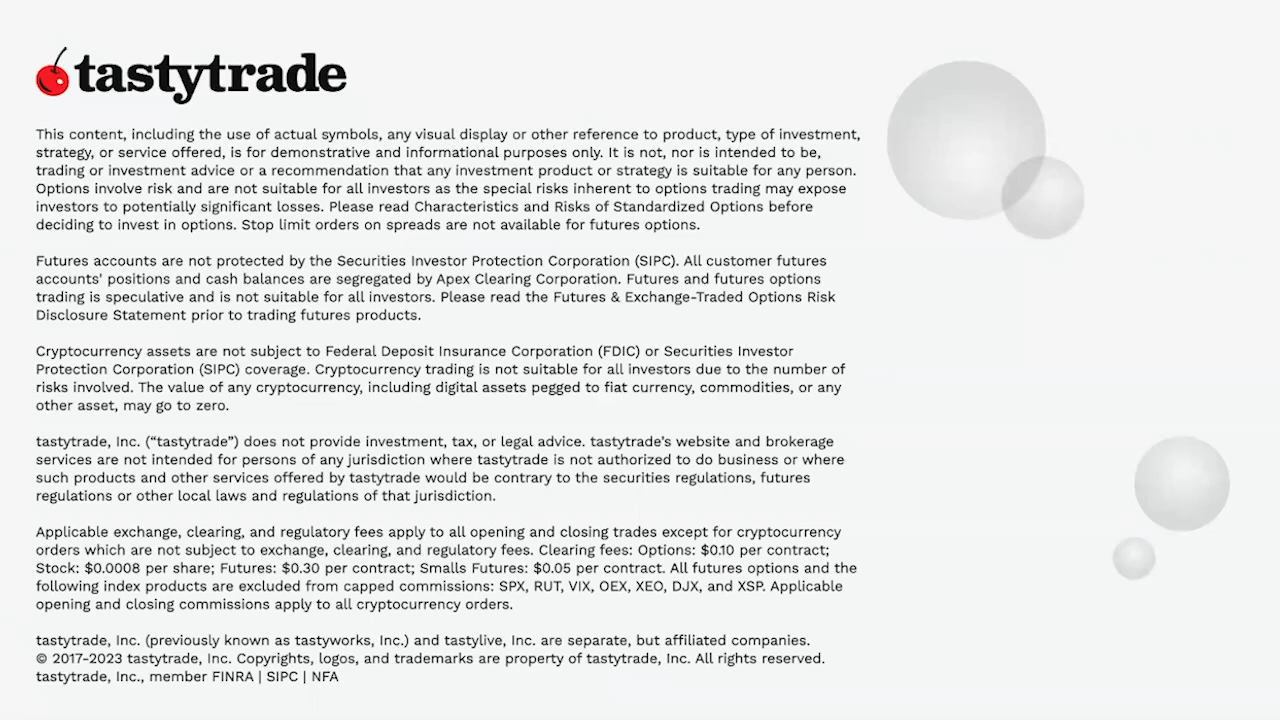 tastytrade
This content, including the use of actual symbols, any visual display or other reference to product, type of investment,
strategy, or service offered, is for demonstrative and informational purposes only. It is not, nor is intended to be,
trading or investment advice or a recommendation that any investment product or strategy is suitable for any person.
Options involve risk and are not suitable for all investors as the special risks inherent to options trading may expose
investors to potentially significant losses. Please read Characteristics and Risks of Standardized Options before
deciding to invest in options. Stop limit orders on spreads are not available for futures options.
Futures accounts are not protected by the Securities Investor Protection Corporation (SIPC). All customer futures
accounts' positions and cash balances are segregated by Apex Clearing Corporation. Futures and futures options
trading is speculative and is not suitable for all investors. Please read the Futures & Exchange-Traded Options Risk
Disclosure Statement prior to trading futures products.
Cryptocurrency assets are not subject to Federal Deposit Insurance Corporation (FDIC) or Securities Investor
Protection Corporation (SIPC) coverage. Cryptocurrency trading is not suitable for all investors due to the number of
risks involved. The value of any cryptocurrency, including digital assets pegged to fiat currency, commodities, or any
other asset, may go to zero.
tastytrade, Inc. (“tastytrade”) does not provide investment, tax, or legal advice. tastytrade's website and brokerage
services are not intended for persons of any jurisdiction where tastytrade is not authorized to do business or where
such products and other services offered by tastytrade would be contrary to the securities regulations, futures
regulations or other local laws and regulations of that jurisdiction.
Applicable exchange, clearing, and regulatory fees apply to all opening and closing trades except for cryptocurrency
orders which are not subject to exchange, clearing, and regulatory fees. Clearing fees: Options: $0.10 per contract;
Stock: $0.0008 per share; Futures: $0.30 per contract; Smalls Futures: $0.05 per contract. All futures options and the
following index products are excluded from capped commissions: SPX, RUT, VIX, OEX, XEO, DJX, and XSP. Applicable
opening and closing commissions apply to all cryptocurrency orders.
tastytrade, Inc. (previously known as tastyworks, Inc.) and tastylive, Inc. are separate, but affiliated companies.
© 2017-2023 tastytrade, Inc. Copyrights, logos, and trademarks are property of tastytrade, Inc. All rights reserved.
tastytrade, Inc., member FINRA | SIPC | NFA